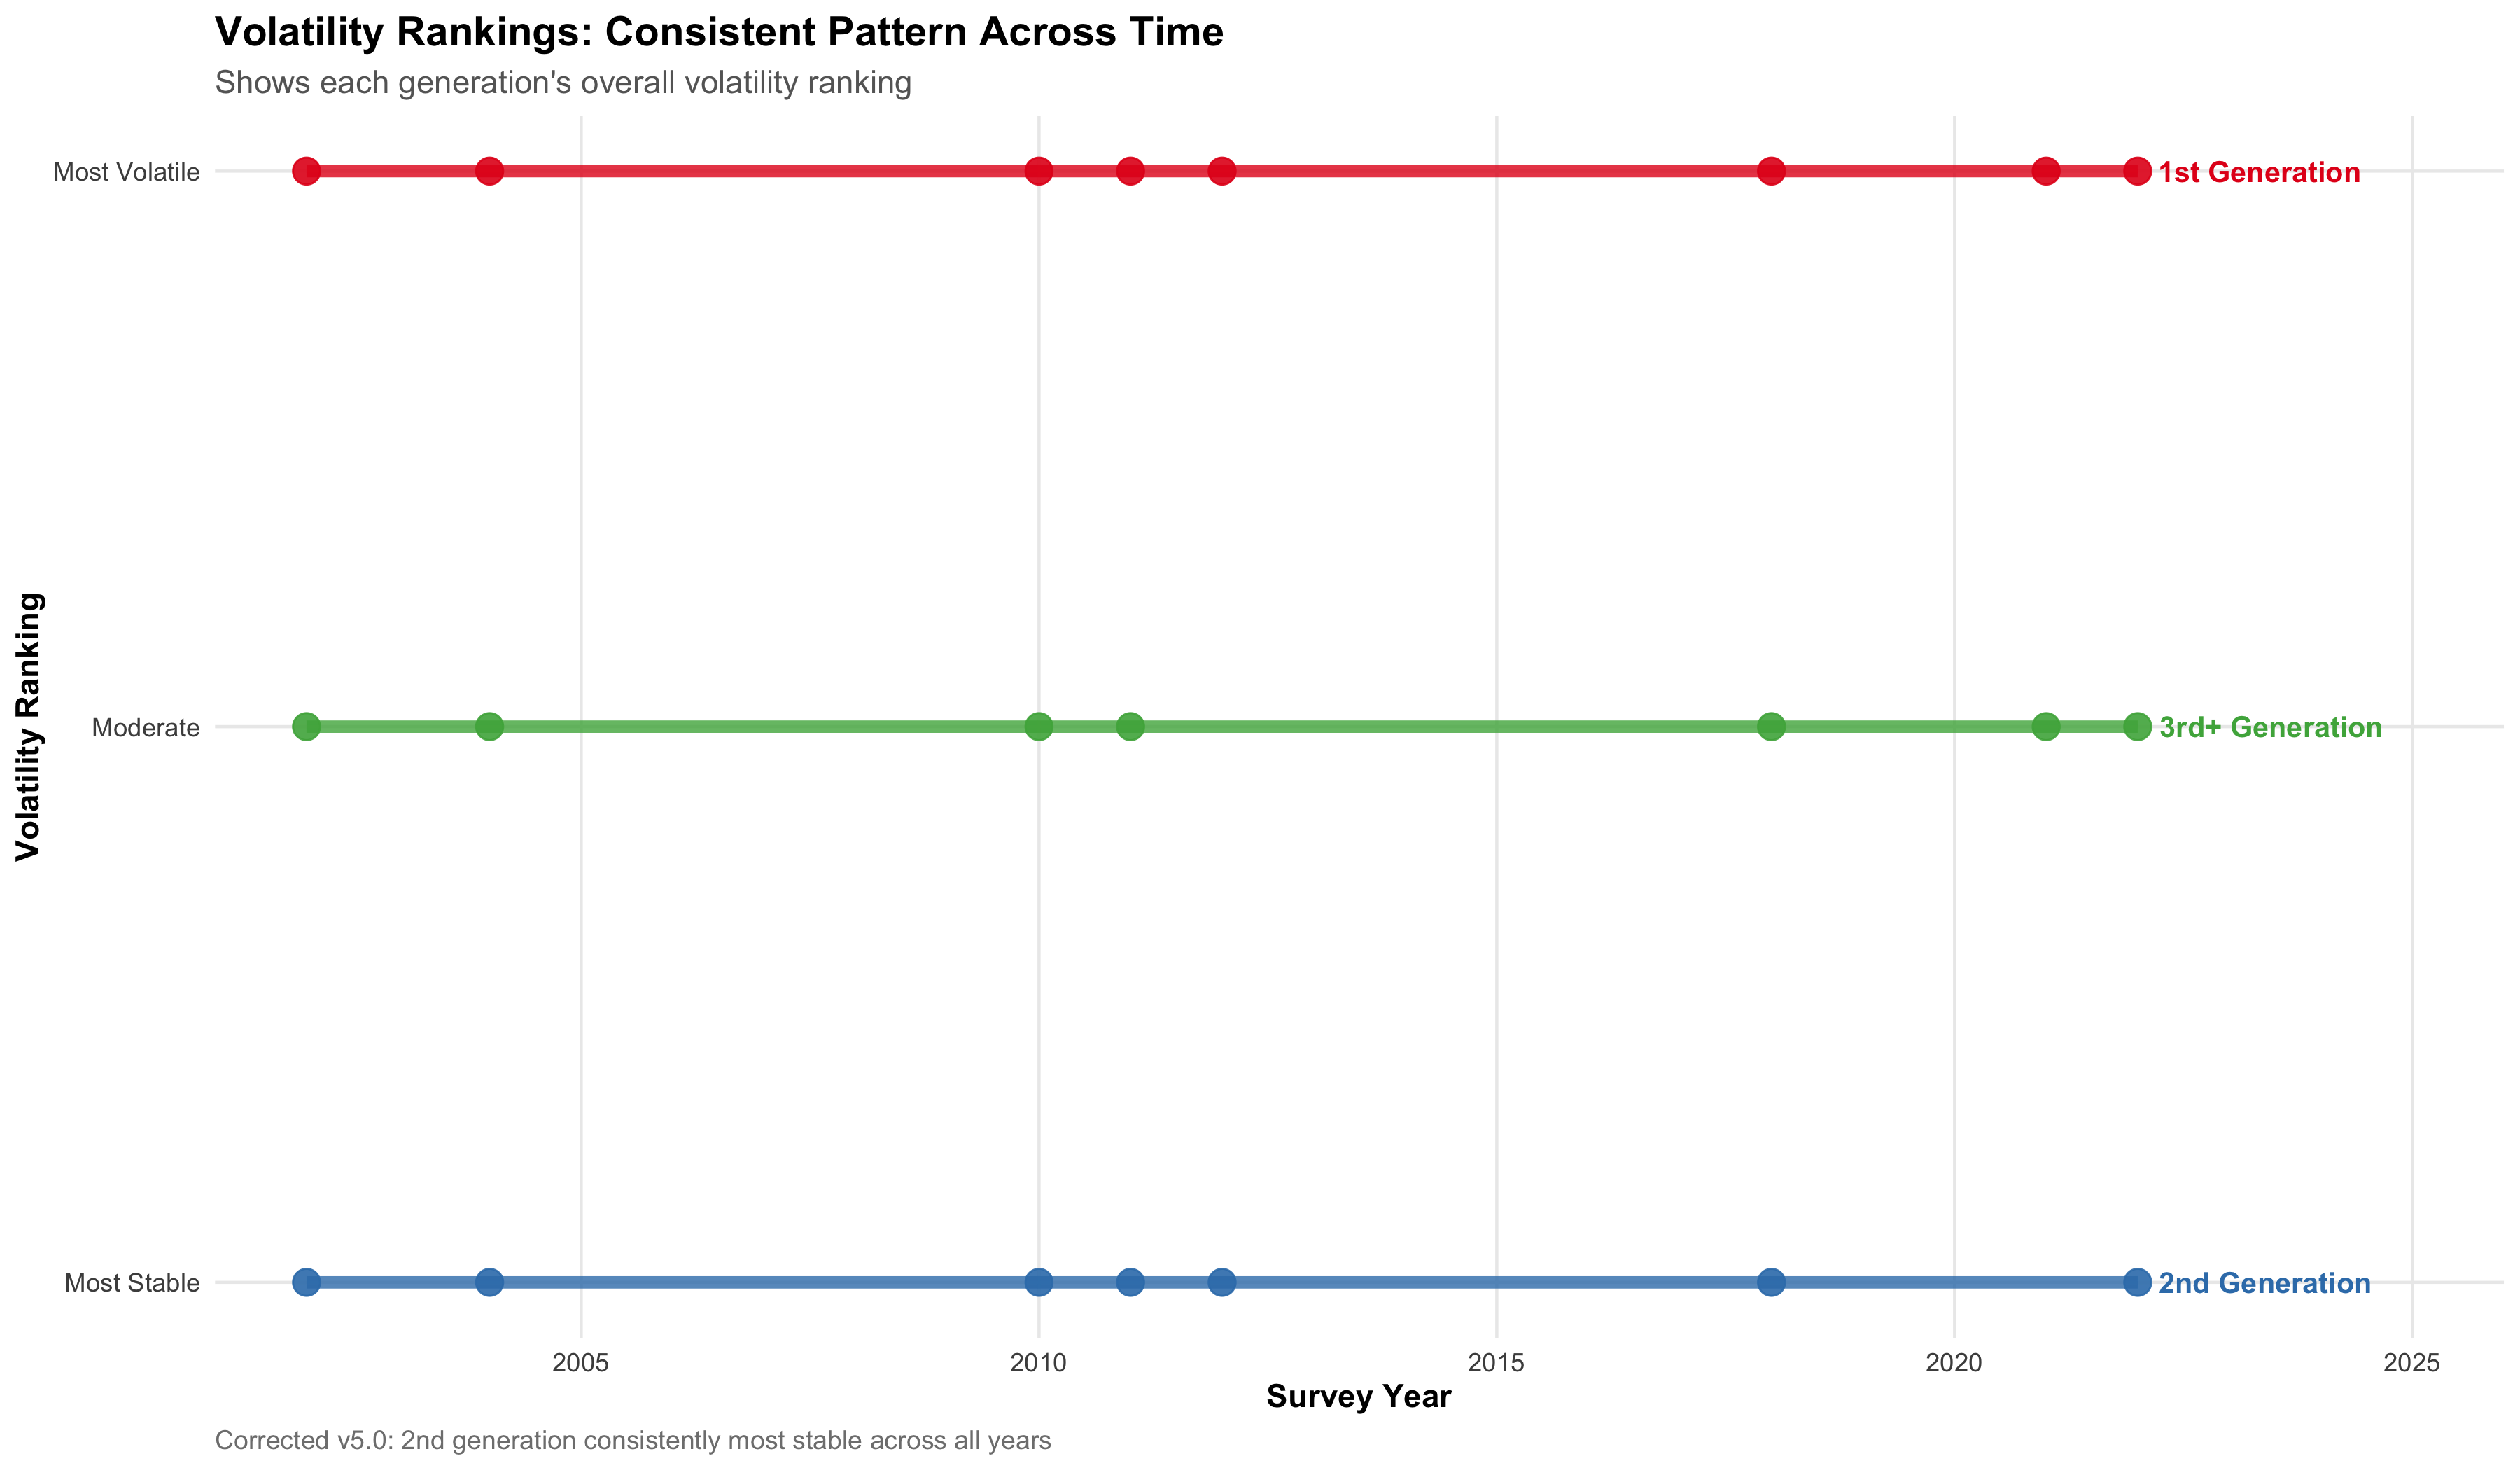 Volatility Rankings: Consistent Pattern Across Time
Shows each generation's overall volatility ranking
Most Volatile
1st Generation
Volatility Ranking
Moderate
3rd+ Generation
Most Stable
2nd Generation
2005
2010
2015
2020
2025
Survey Year
Corrected v5.0: 2nd generation consistently most stable across all years